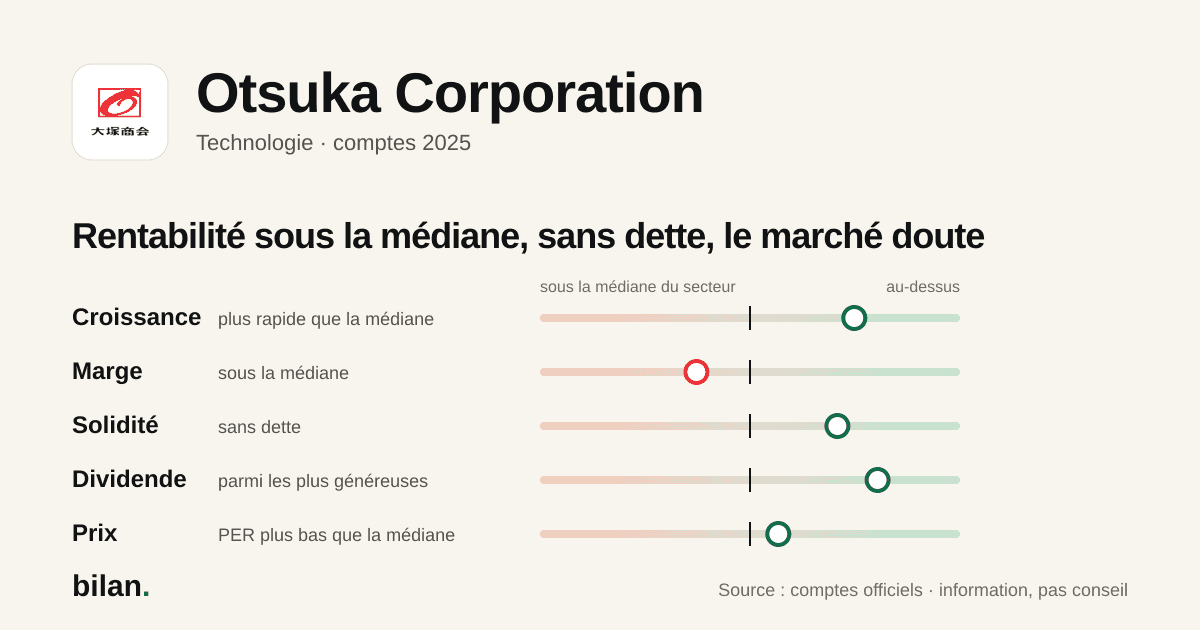 大塚商会
Otsuka Corporation
Technologie · comptes 2025
Rentabilité sous la médiane, sans dette, le marché doute
sous la médiane du secteur au-dessus
Croissance plus rapide que la médiane
Marge sous la médiane
Solidité sans dette
Dividende parmi les plus généreuses
Prix PER plus bas que la médiane
bilan.
Source : comptes officiels · information, pas conseil